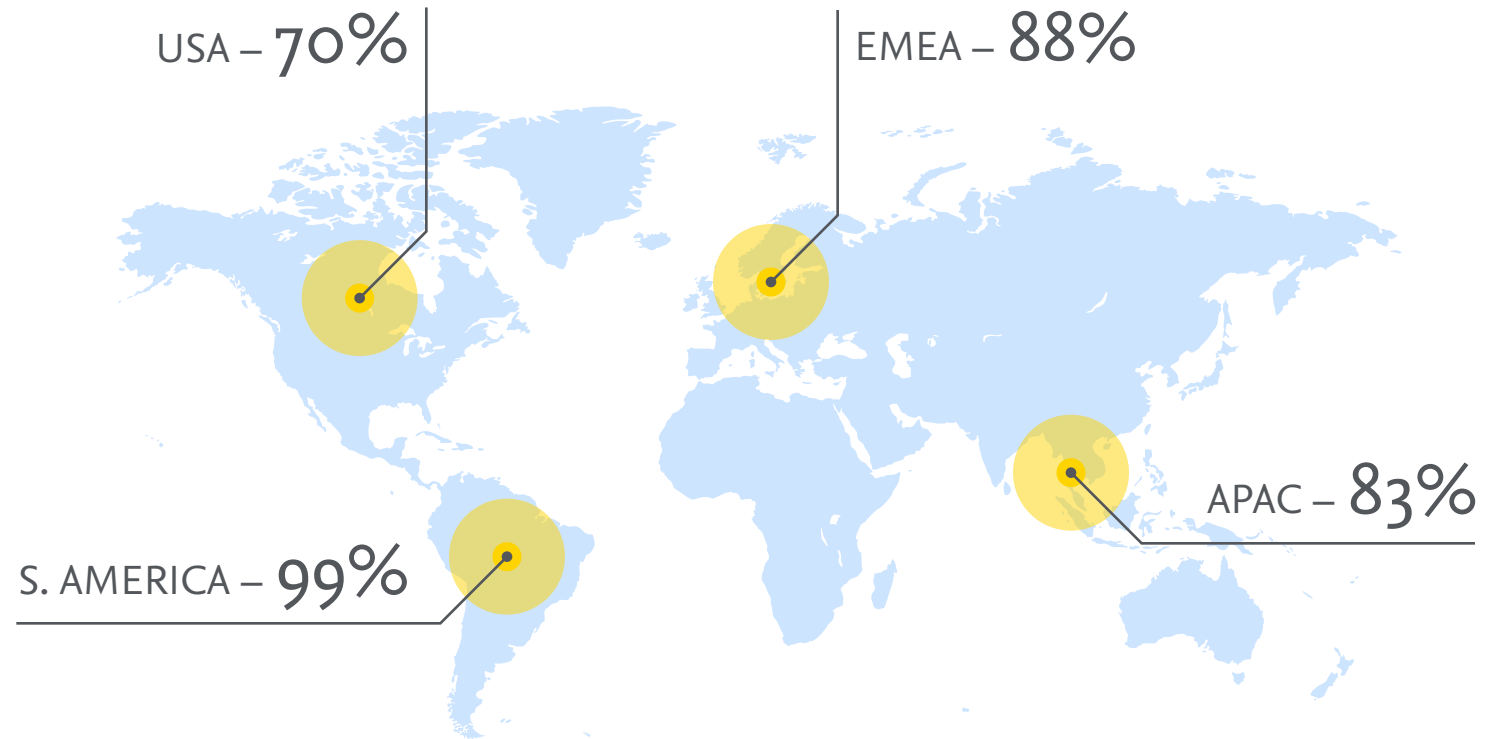 USA – 70%
EMEA – 88%
APAC – 83%
S. AMERICA – 99%